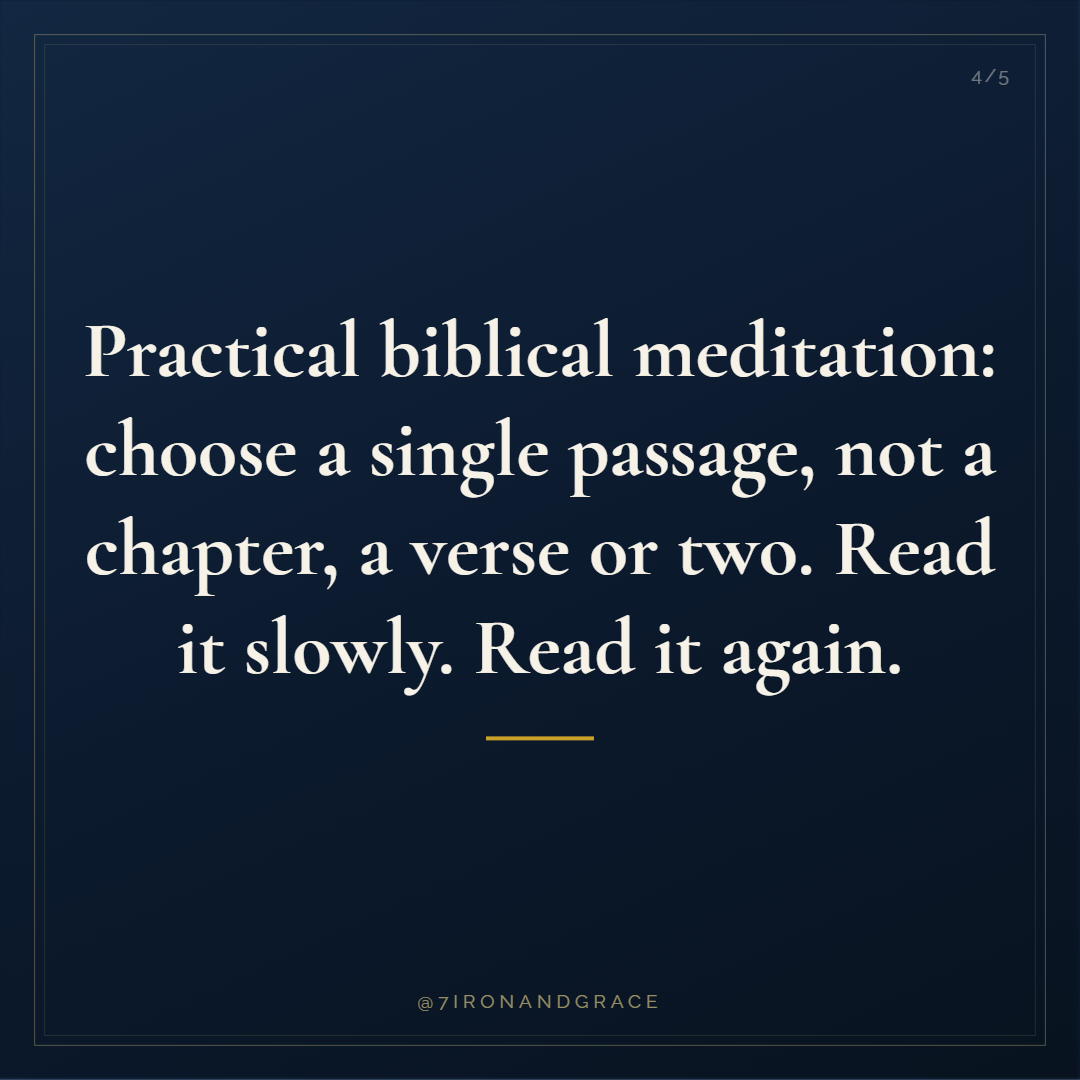 4/5
Practical biblical meditation:
choose a single passage, not a
chapter, a verse or two. Read
it slowly. Read it again.
@7IRONANDGRACE